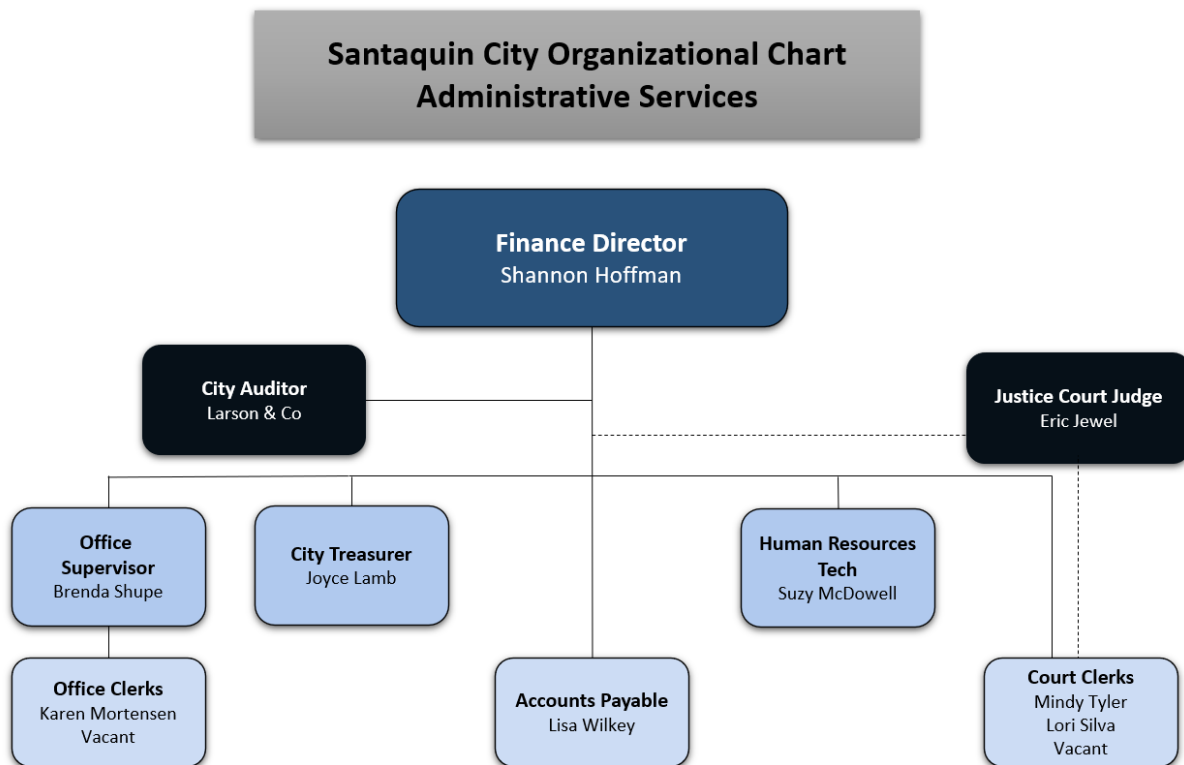 Santaquin City Organizational Chart
Administrative Services
Finance Director
Shannon Hoffman
City Auditor
Larson & Co
Justice Court Judge
Eric Jewel
Office
Supervisor
Brenda Shupe
City Treasurer
Joyce Lamb
Human Resources
Tech
Suzy McDowell
Office Clerks
Karen Mortensen
Vacant
Accounts Payable
Lisa Wilkey
Court Clerks
Mindy Tyler
Lori Silva
Vacant